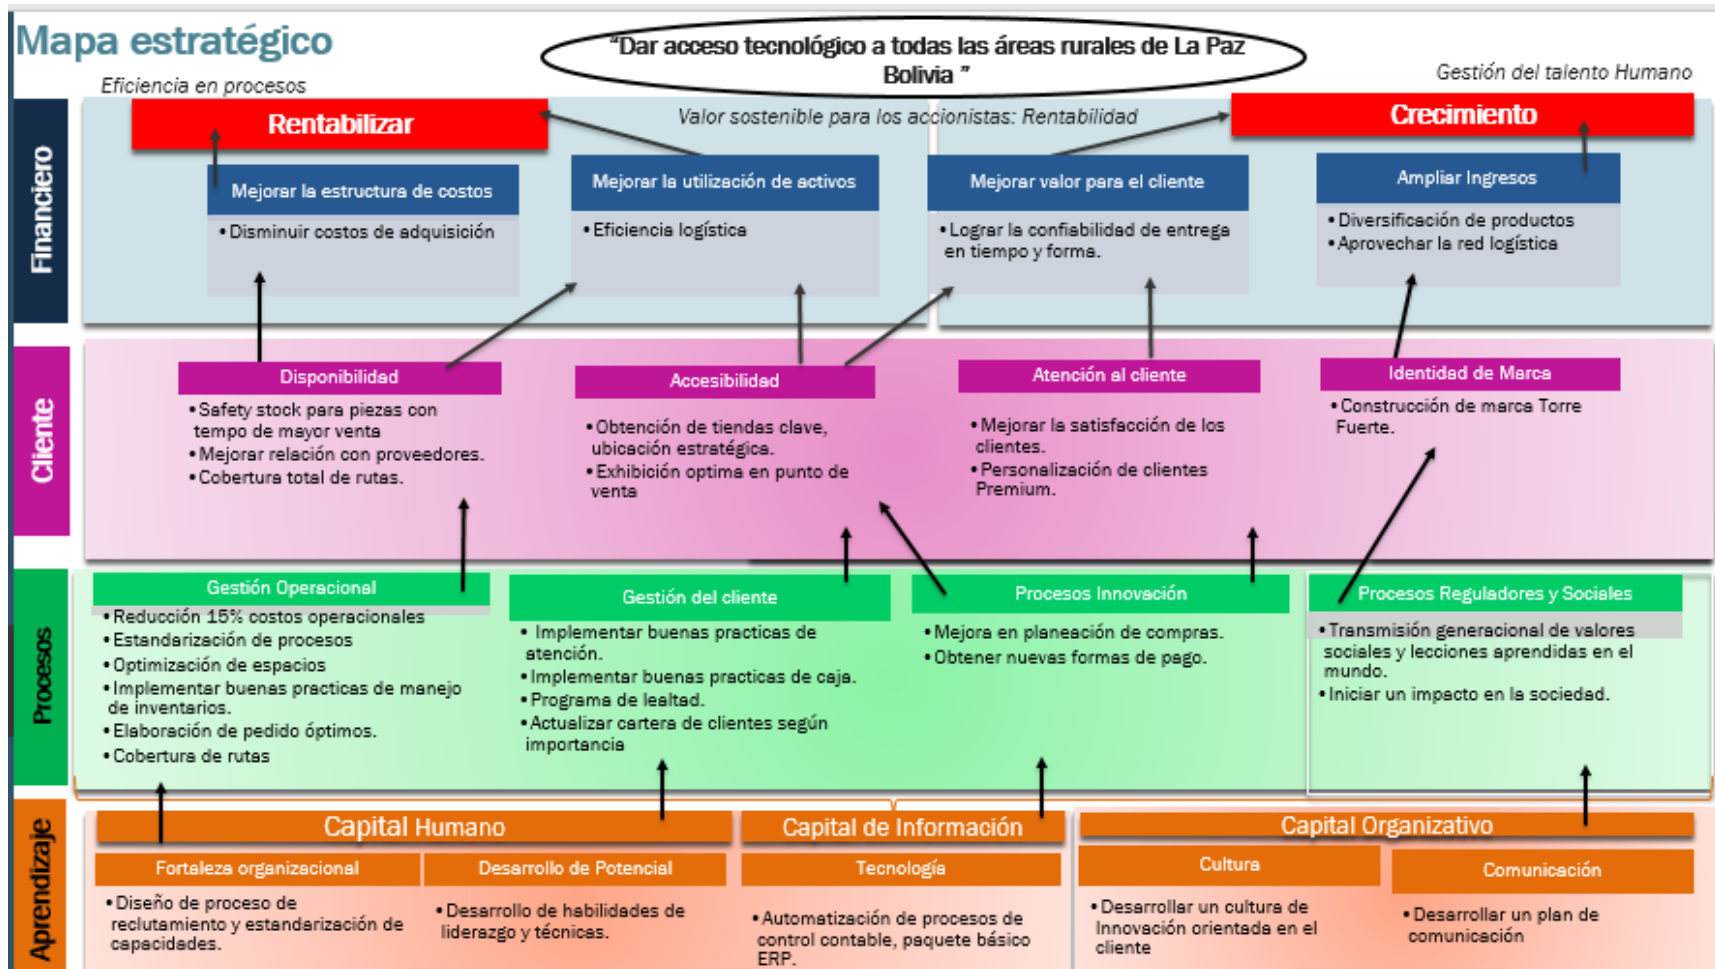 Mapa estratégico
"Dar acceso tecnológico a todas las áreas rurales de La Paz
Bolivia "
Eficiencia en procesos
Gestión del talento Humano
Financiero
Rentabilizar
Valor sostenible para los accionistas: Rentabilidad
Crecimiento
Mejorar la estructura de costos
• Disminuir costos de adquisición
Mejorar la utilización de activos
• Eficiencia logística
Mejorar valor para el cliente
• Lograr la confiabilidad de entrega
en tiempo y forma.
Ampliar Ingresos
• Diversificación de productos
• Aprovechar la red logística
Cliente
Disponibilidad
• Safety stock para piezas con
tempo de mayor venta
• Mejorar relación con proveedores.
• Cobertura total de rutas.
Accesibilidad
• Obtención de tiendas clave,
ubicación estratégica.
• Exhibición optima en punto de
venta
Atención al cliente
• Mejorar la satisfacción de los
clientes.
• Personalización de clientes
Premium.
Identidad de Marca
• Construcción de marca Torre
Fuerte.
Procesos
Gestión Operacional
• Reducción 15% costos operacionales
• Estandarización de procesos
• Optimización de espacios
• Implementar buenas practicas de manejo
de inventarios.
• Elaboración de pedido óptimos.
• Cobertura de rutas
Gestión del cliente
• Implementar buenas practicas de
atención.
• Implementar buenas practicas de caja.
• Programa de lealtad.
• Actualizar cartera de clientes según
importancia
Procesos Innovación
• Mejora en planeación de compras.
• Obtener nuevas formas de pago.
Procesos Reguladores y Sociales
• Transmisión generacional de valores
sociales y lecciones aprendidas en el
mundo.
• Iniciar un impacto en la sociedad.
Aprendizaje
Capital Humano
Fortaleza organizacional
• Diseño de proceso de
reclutamiento y estandarización de
capacidades.
Desarrollo de Potencial
• Desarrollo de habilidades de
liderazgo y técnicas.
Capital de Información
Tecnología
• Automatización de procesos de
control contable, paquete básico
ERP.
Capital Organizativo
Cultura
• Desarrollar un cultura de
Innovación orientada en el
cliente
Comunicación
• Desarrollar un plan de
comunicación